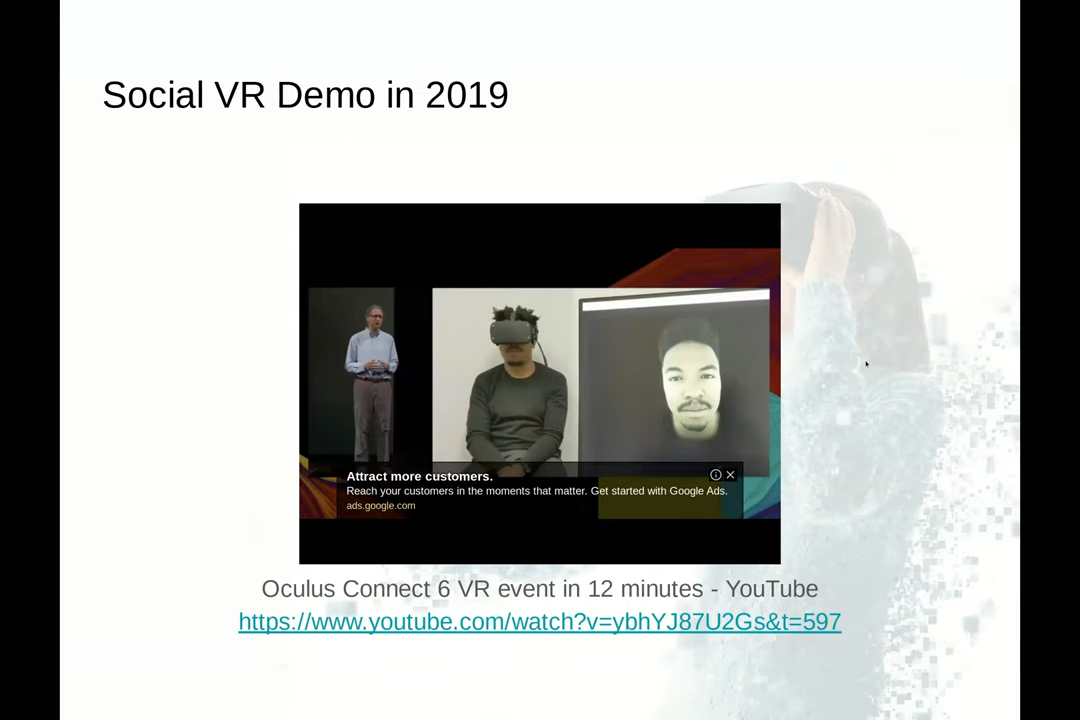 Social VR Demo in 2019
Attract more customers.
Reach your customers in the moments that matter. Get started with Google Ads.
ads.google.com
Oculus Connect 6 VR event in 12 minutes - YouTube
https://www.youtube.com/watch?v=ybhYJ87U2Gs&t=597